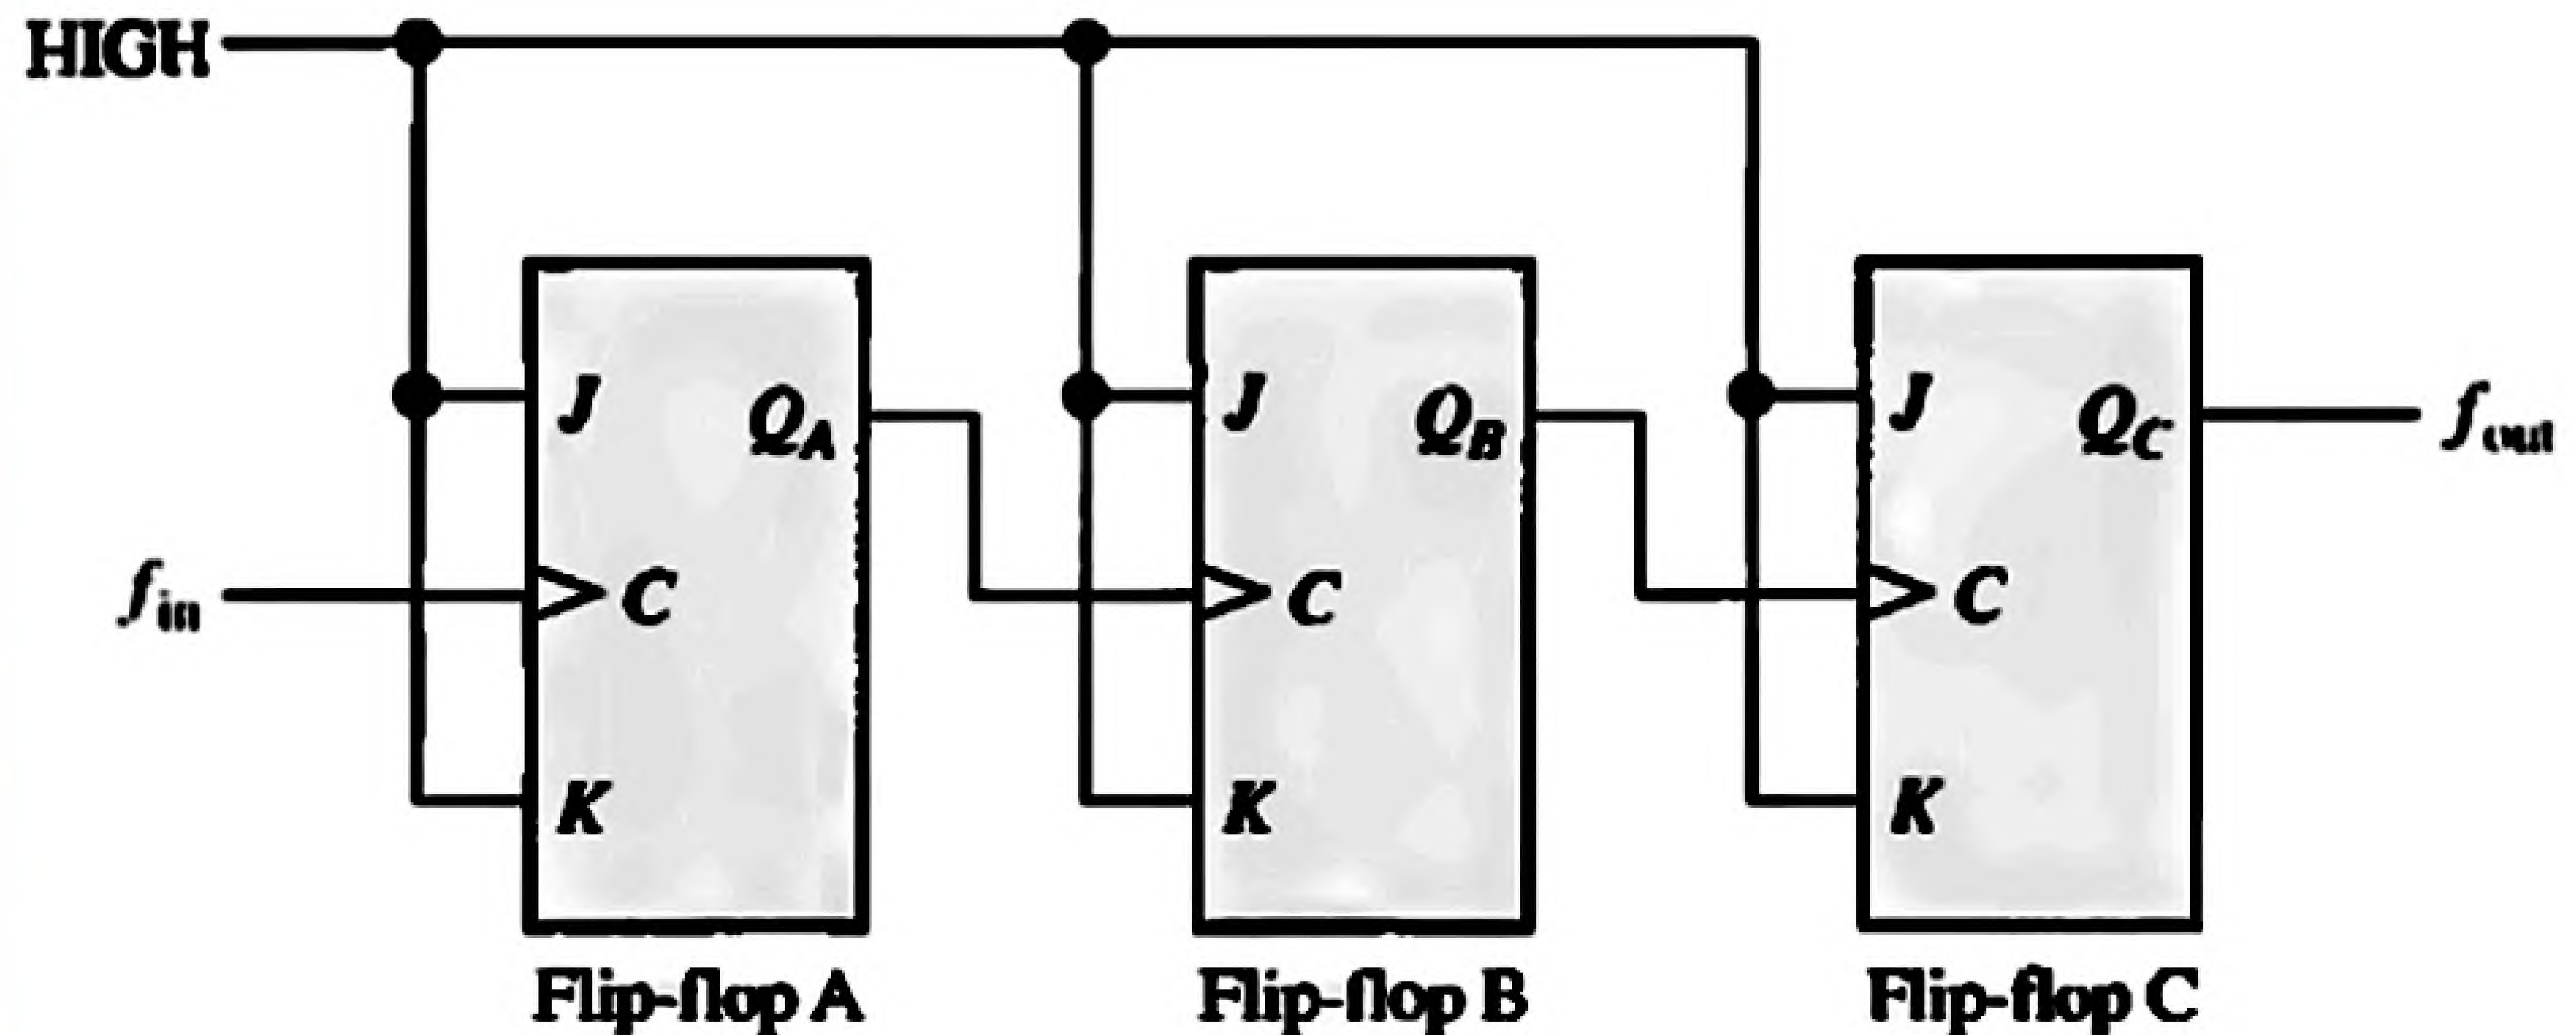 HIGH
J Q_A J Q_B J Q_C f_out
f_in C C C
K K K
Flip-flop A Flip-flop B Flip-flop C